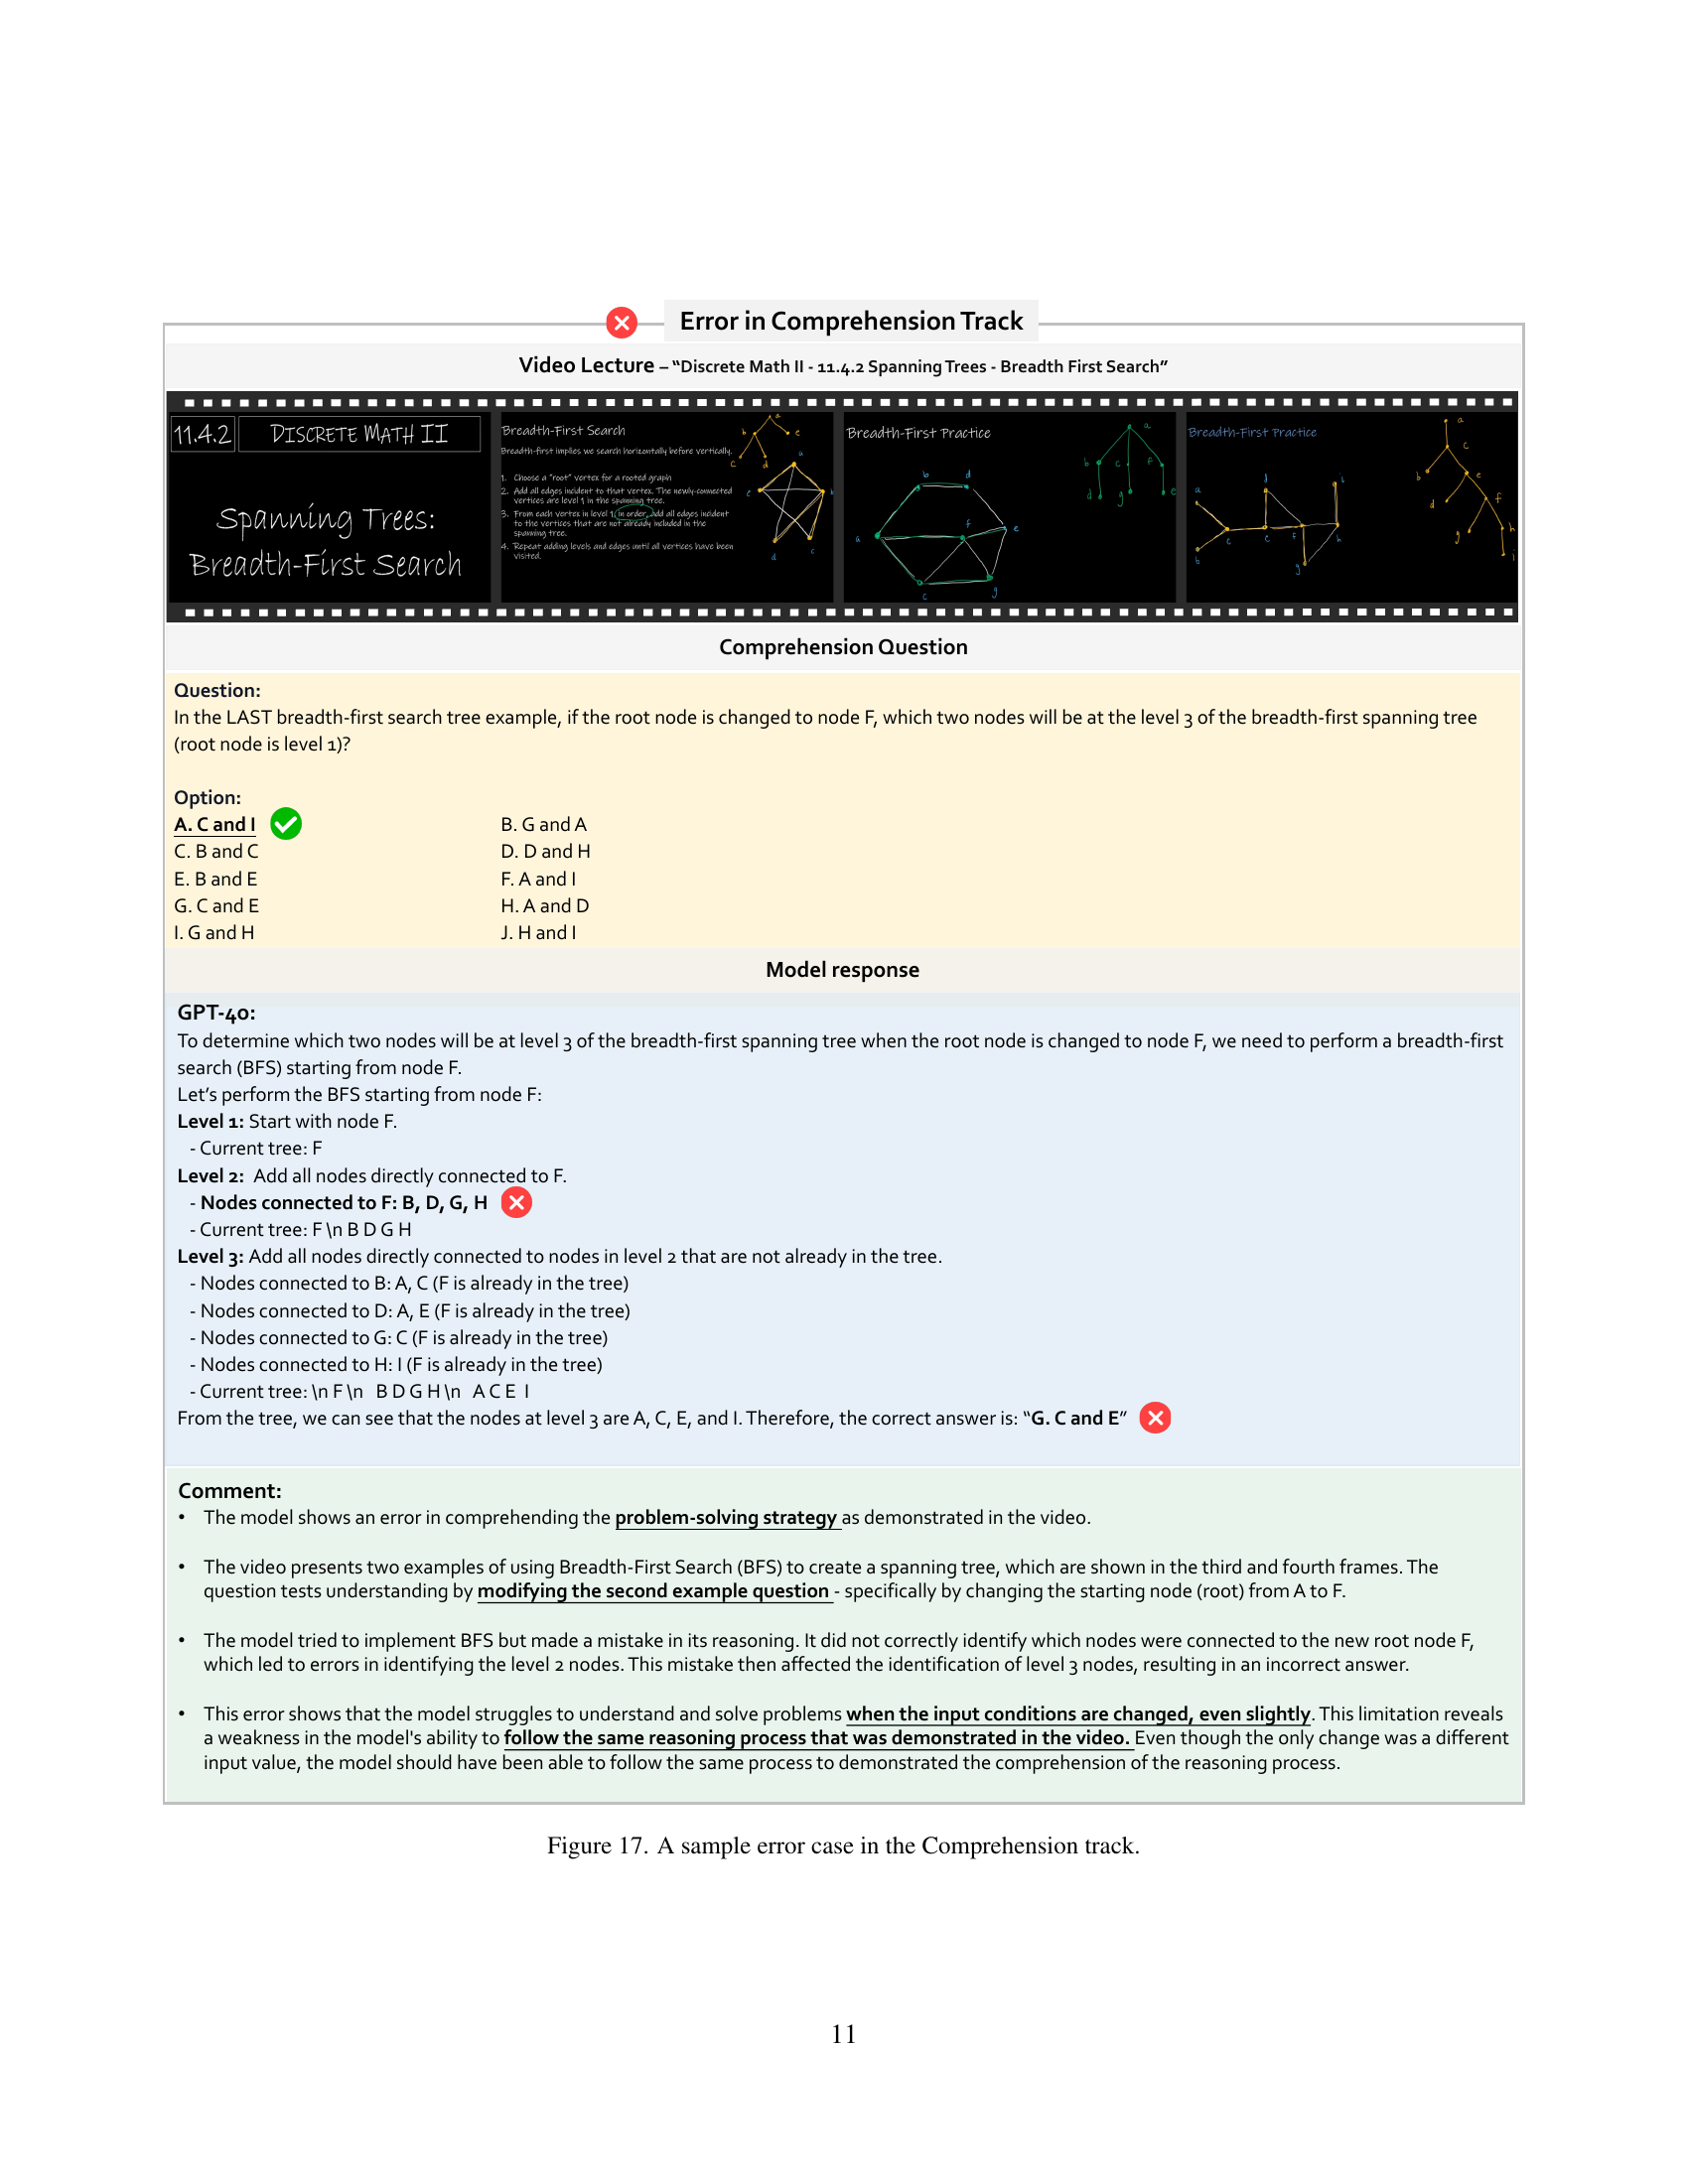 Error in Comprehension Track
Video Lecture – “Discrete Math II - 11.4.2 Spanning Trees - Breadth First Search”
11.4.2
DISCRETE MATH II
Spanning Trees:
Breadth-First Search
Breadth-First Search
Breadth-first implies we search horizontally before vertically.
1. Choose a "root" vertex for a rooted graph
2. Add all edges incident to that vertex. The newly-connected
vertices are level 1 in the spanning tree.
3. From each vertex in level 1, in order, add all edges incident
to the vertices that are not already included in the
spanning tree.
4. Repeat adding levels and edges until all vertices have been
visited.
Breadth-First Practice
Breadth-First Practice
Comprehension Question
Question:
In the LAST breadth-first search tree example, if the root node is changed to node F, which two nodes will be at the level 3 of the breadth-first spanning tree
(root node is level 1)?
Option:
A. C and I
B. G and A
C. B and C
D. D and H
E. B and E
F. A and I
G. C and E
H. A and D
I. G and H
J. H and I
Model response
GPT-4o:
To determine which two nodes will be at level 3 of the breadth-first spanning tree when the root node is changed to node F, we need to perform a breadth-first
search (BFS) starting from node F.
Let’s perform the BFS starting from node F:
Level 1: Start with node F.
- Current tree: F
Level 2: Add all nodes directly connected to F.
- Nodes connected to F: B, D, G, H
- Current tree: F \n B D G H
Level 3: Add all nodes directly connected to nodes in level 2 that are not already in the tree.
- Nodes connected to B: A, C (F is already in the tree)
- Nodes connected to D: A, E (F is already in the tree)
- Nodes connected to G: C (F is already in the tree)
- Nodes connected to H: I (F is already in the tree)
- Current tree: \n F \n B D G H \n A C E I
From the tree, we can see that the nodes at level 3 are A, C, E, and I. Therefore, the correct answer is: “G. C and E”
Comment:
• The model shows an error in comprehending the problem-solving strategy as demonstrated in the video.
• The video presents two examples of using Breadth-First Search (BFS) to create a spanning tree, which are shown in the third and fourth frames. The
question tests understanding by modifying the second example question - specifically by changing the starting node (root) from A to F.
• The model tried to implement BFS but made a mistake in its reasoning. It did not correctly identify which nodes were connected to the new root node F,
which led to errors in identifying the level 2 nodes. This mistake then affected the identification of level 3 nodes, resulting in an incorrect answer.
• This error shows that the model struggles to understand and solve problems when the input conditions are changed, even slightly. This limitation reveals
a weakness in the model's ability to follow the same reasoning process that was demonstrated in the video. Even though the only change was a different
input value, the model should have been able to follow the same process to demonstrated the comprehension of the reasoning process.
Figure 17. A sample error case in the Comprehension track.
11